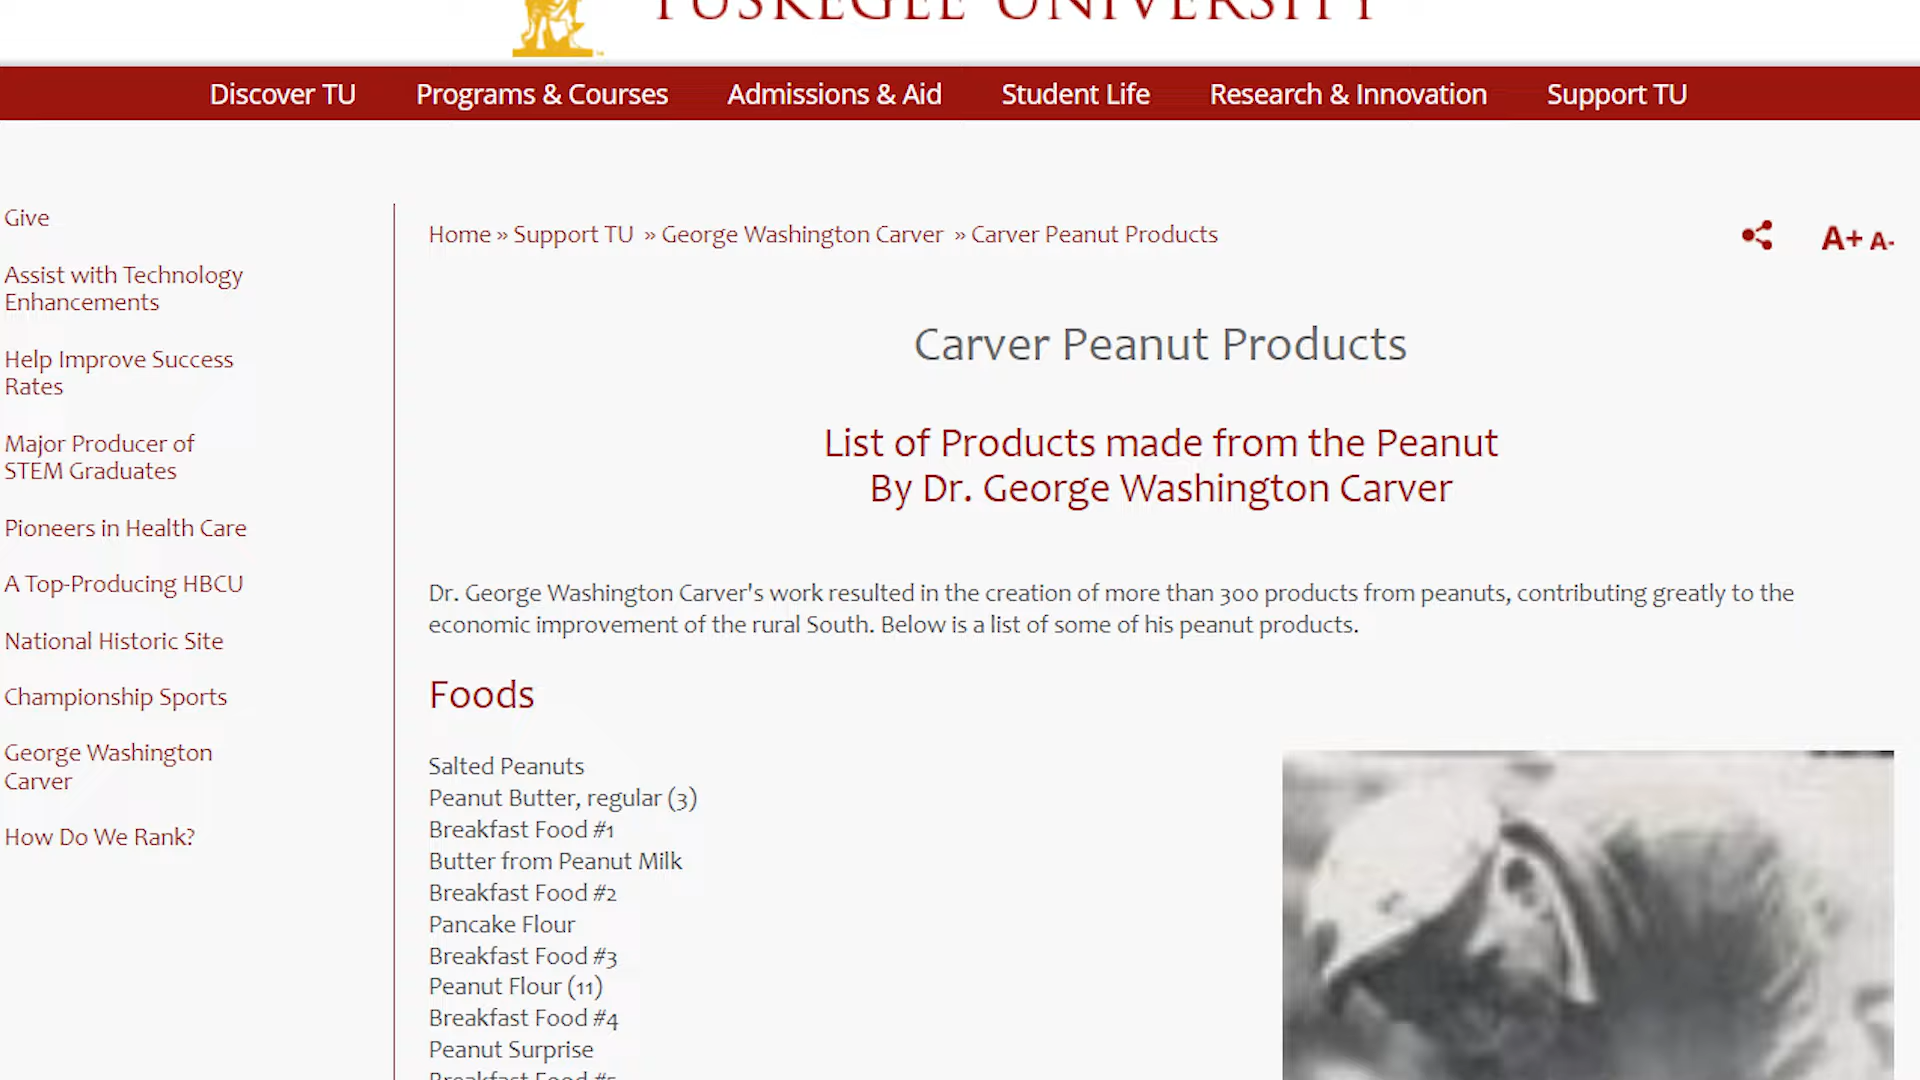 TUSKEGEE UNIVERSITY
Discover TU Programs & Courses Admissions & Aid Student Life Research & Innovation Support TU
Give
Assist with Technology
Enhancements
Help Improve Success
Rates
Major Producer of
STEM Graduates
Pioneers in Health Care
A Top-Producing HBCU
National Historic Site
Championship Sports
George Washington
Carver
How Do We Rank?
Home » Support TU » George Washington Carver » Carver Peanut Products
A+ A-
Carver Peanut Products
List of Products made from the Peanut
By Dr. George Washington Carver
Dr. George Washington Carver's work resulted in the creation of more than 300 products from peanuts, contributing greatly to the
economic improvement of the rural South. Below is a list of some of his peanut products.
Foods
Salted Peanuts
Peanut Butter, regular (3)
Breakfast Food #1
Butter from Peanut Milk
Breakfast Food #2
Pancake Flour
Breakfast Food #3
Peanut Flour (11)
Breakfast Food #4
Peanut Surprise
Breakfast Food #5